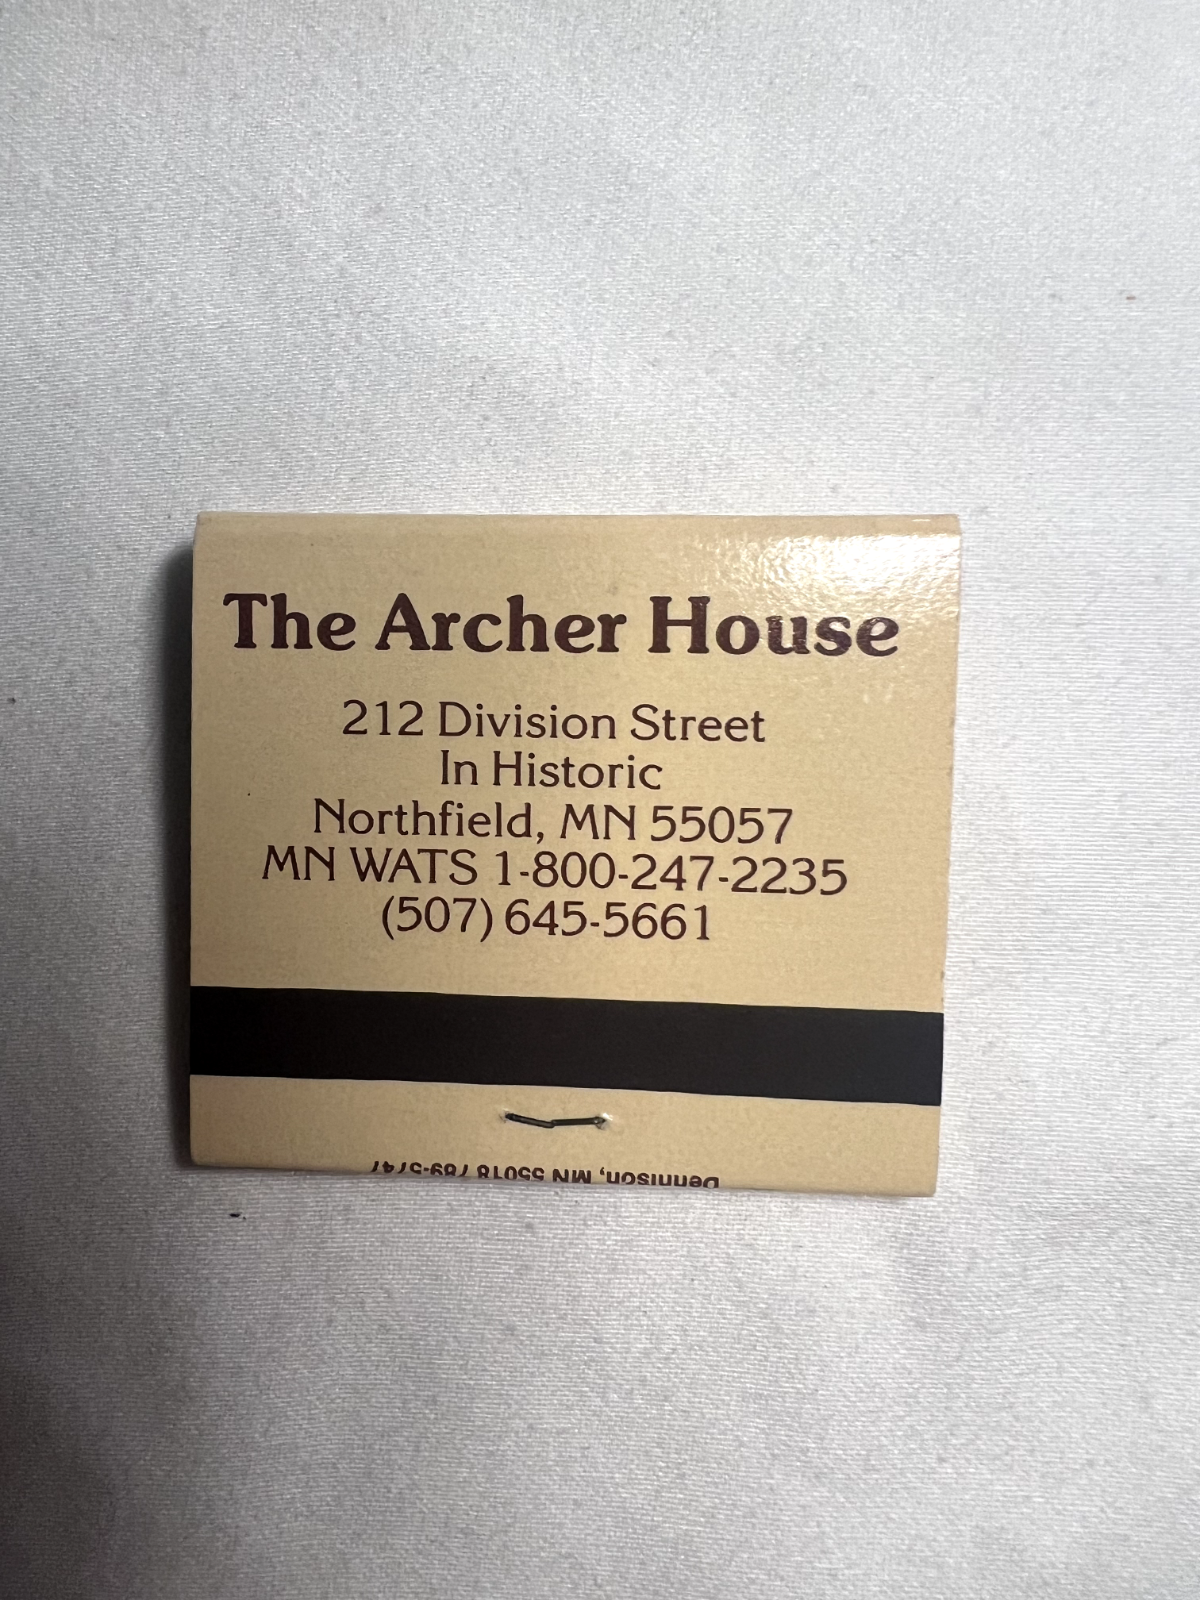 The Archer House
212 Division Street
In Historic
Northfield, MN 55057
MN WATS 1-800-247-2235
(507) 645-5661
Dennison, MN 55018 789-5747